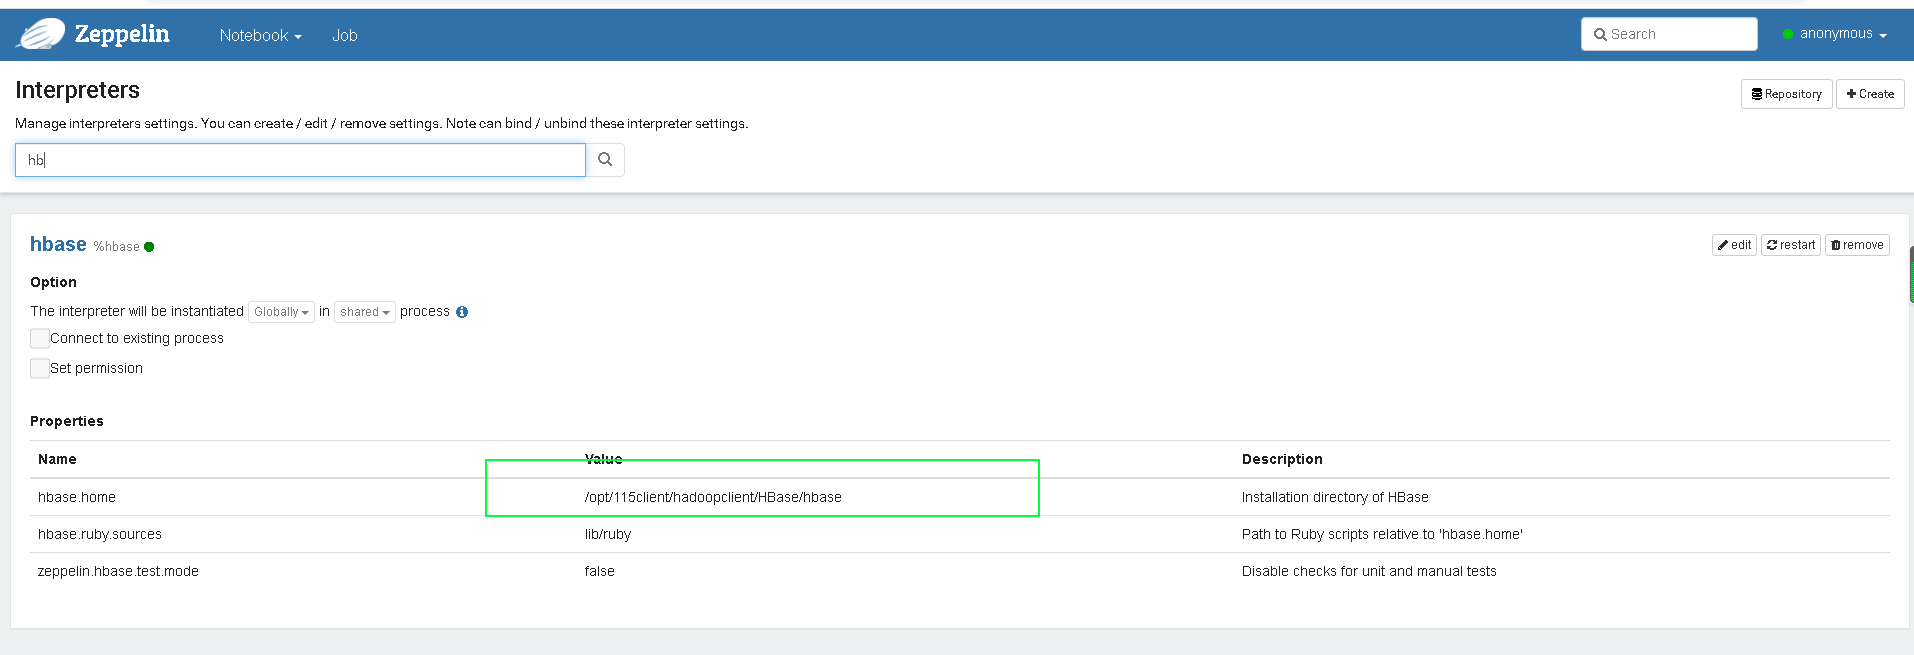 Zeppelin Notebook Job Search anonymous
Interpreters
Repository Create
Manage interpreters settings. You can create / edit / remove settings. Note can bind / unbind these interpreter settings.
hb
hbase %hbase edit restart remove
Option
The interpreter will be instantiated Globally in shared process
Connect to existing process
Set permission
Properties
Name Value Description
hbase.home /opt/115client/hadoopclient/HBase/hbase Installation directory of HBase
hbase.ruby.sources lib/ruby Path to Ruby scripts relative to 'hbase.home'
zeppelin.hbase.test.mode false Disable checks for unit and manual tests